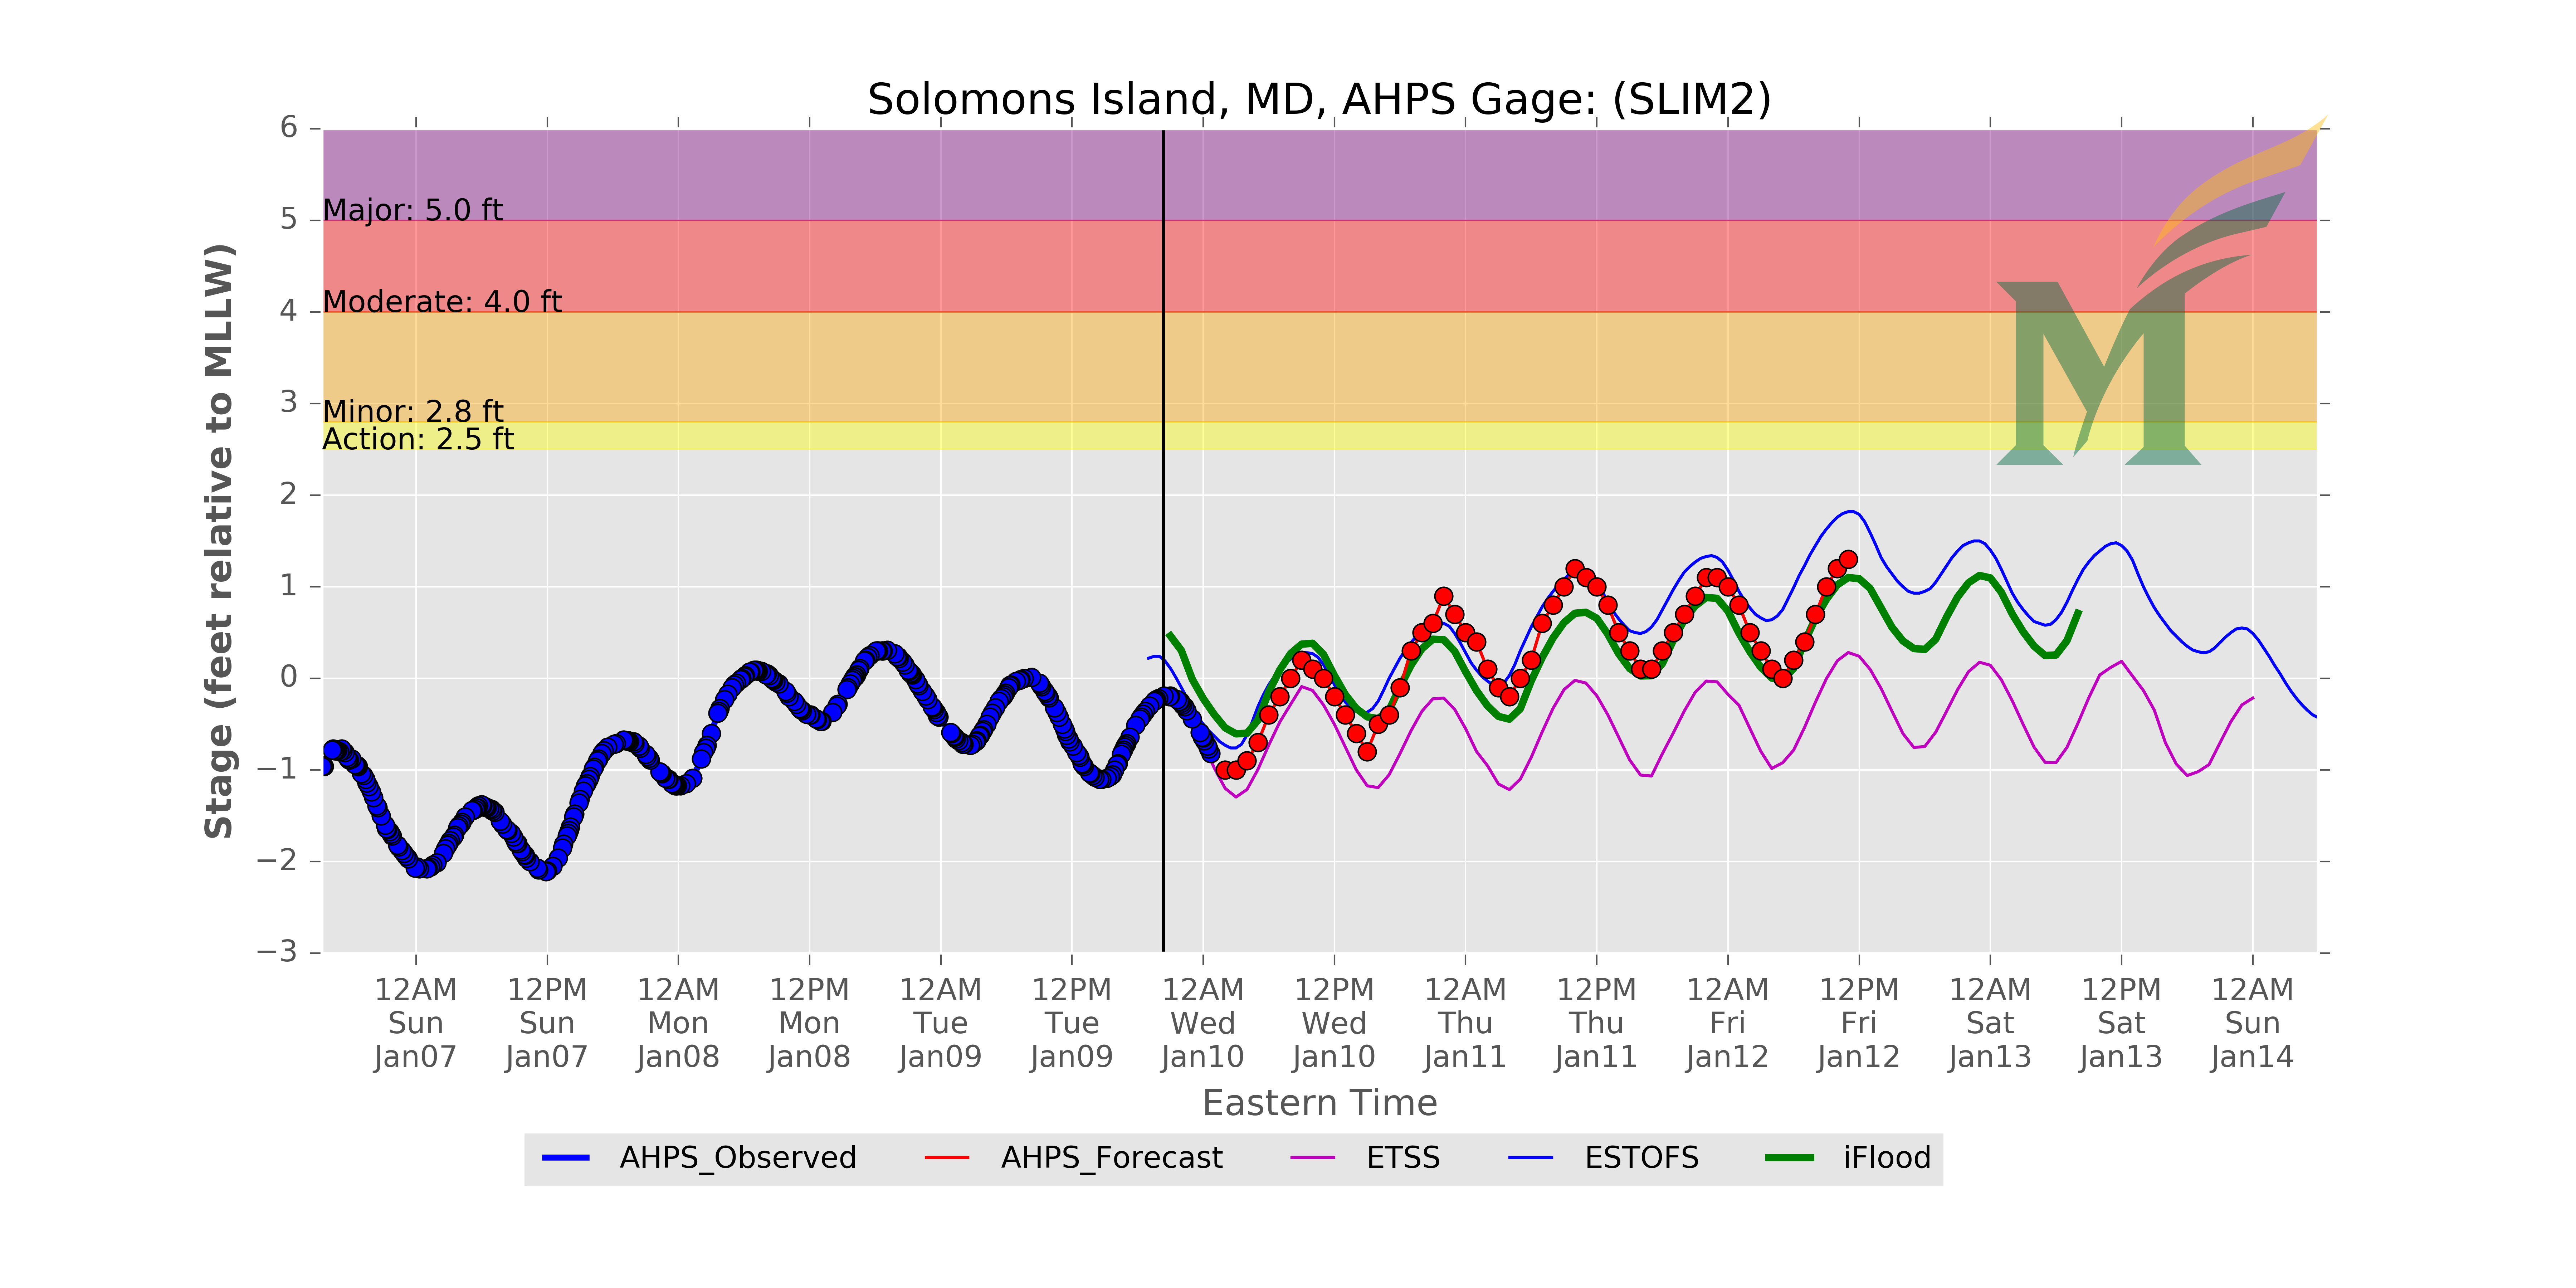 Solomons Island, MD, AHPS Gage: (SLIM2)
6
5
4
3
2
1
0
−1
−2
−3
Stage (feet relative to MLLW)
Major: 5.0 ft
Moderate: 4.0 ft
Minor: 2.8 ft
Action: 2.5 ft
M
12AM 12PM 12AM 12PM 12AM 12PM 12AM 12PM 12AM 12PM 12AM 12PM 12AM 12PM 12AM
Sun Sun Mon Mon Tue Tue Wed Wed Thu Thu Fri Fri Sat Sat Sun
Jan07 Jan07 Jan08 Jan08 Jan09 Jan09 Jan10 Jan10 Jan11 Jan11 Jan12 Jan12 Jan13 Jan13 Jan14
Eastern Time
AHPS_Observed AHPS_Forecast ETSS ESTOFS iFlood